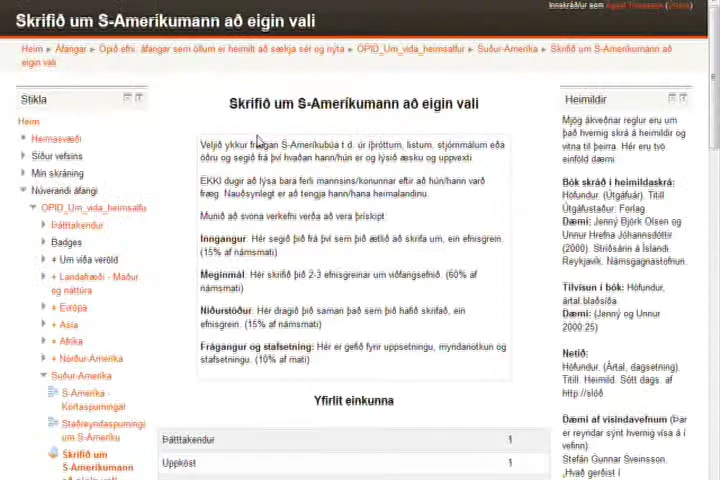 Innskráð(ur) sem
Skrifið um S-Ameríkumann að eigin vali
Heim ▸ Áfangar ▸ Opið efni: áfangar sem öllum er heimilt að sækja sér og nýta ▸ OPID_Um_vida_heimsalfur ▸ Suður-Ameríka ▸ Skrifið um S-Ameríkumann að
eigin vali
Stikla
Heim
Heimasvæði
Síður vefsins
Mín skráning
Núverandi áfangi
OPID_Um_vida_heimsalfu
Þátttakendur
Badges
+ Um víða veröld
+ Landafræði - Maður
og náttúra
+ Evrópa
+ Asía
+ Afríka
+ Norður-Ameríka
Suður-Ameríka
S-Ameríka -
Kortaspurningar
Staðreyndaspurningar
um S-Ameríku
Skrifið um
S-Ameríkumann
að eigin vali
Skrifið um S-Ameríkumann að eigin vali
Veljið ykkur frægan S-Ameríkubúa t.d. úr íþróttum, listum, stjórnmálum eða
öðru og segið frá því hvaðan hann/hún er og lýsið æsku og uppvexti
EKKI dugir að lýsa bara ferli mannsins/konunnar eftir að hún/hann varð
fræg. Nauðsynlegt er að tengja hann/hana heimalandinu.
Munið að svona verkefni verða að vera þrískipt
Inngangur: Hér segið þið frá því sem þið ætlið að skrifa um, ein efnisgrein.
(15% af námsmati)
Meginmál: Hér skrifið þið 2-3 efnisgreinar um viðfangsefnið. (60% af
námsmati)
Niðurstöður: Hér dragið þið saman það sem þið hafið skrifað, ein
efnisgrein. (15% af námsmati)
Frágangur og stafsetning: Hér er gefið fyrir uppsetningu, myndanotkun og
stafsetningu. (10% af mati)
Yfirlit einkunna
Þátttakendur 1
Uppköst 1
Heimildir
Mjög ákveðnar reglur eru um
það hvernig skrá á heimildir og
vitna til þeirra. Hér eru tvö
einföld dæmi
Bók skráð í heimildaskrá:
Höfundur. (Útgáfuár). Titill.
Útgáfustaður: Forlag.
Dæmi: Jenný Björk Olsen og
Unnur Hrefna Jóhannsdóttir
(2000). Stríðsárin á Íslandi.
Reykjavík. Námsgagnastofnun.
Tilvísun í bók: Höfundur,
ártal:blaðsíða.
Dæmi: (Jenný og Unnur
2000:25)
Netið:
Höfundur. (Ártal, dagsetning).
Titill. Heimild. Sótt dags. af
http://slóð.
Dæmi af vísindavefnum (Þar
er reyndar sýnt hvernig vísa á í
vefinn)
Stefán Gunnar Sveinsson.
„Hvað gerðist í